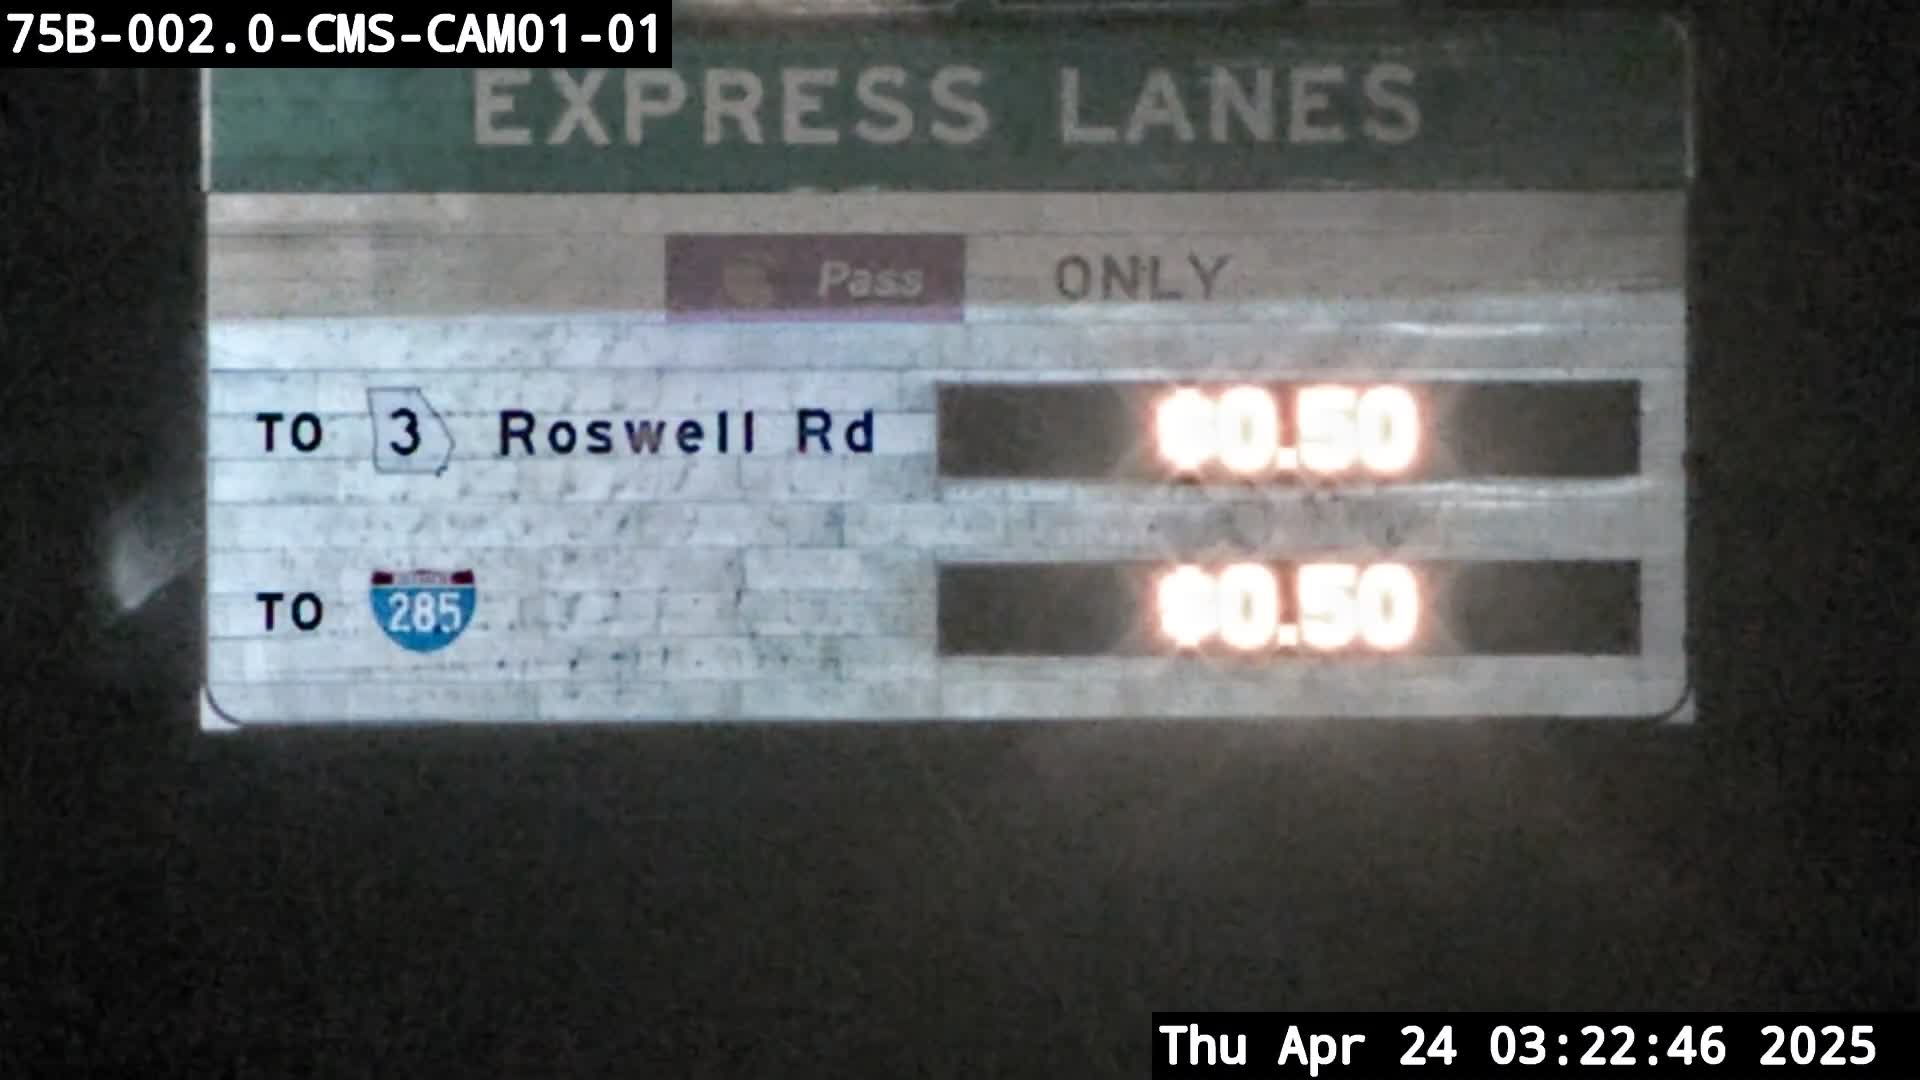 75B-002.0-CMS-CAM01-01
EXPRESS LANES
Pass ONLY
TO 3 Roswell Rd $0.50
TO 285 $0.50
Thu Apr 24 03:22:46 2025